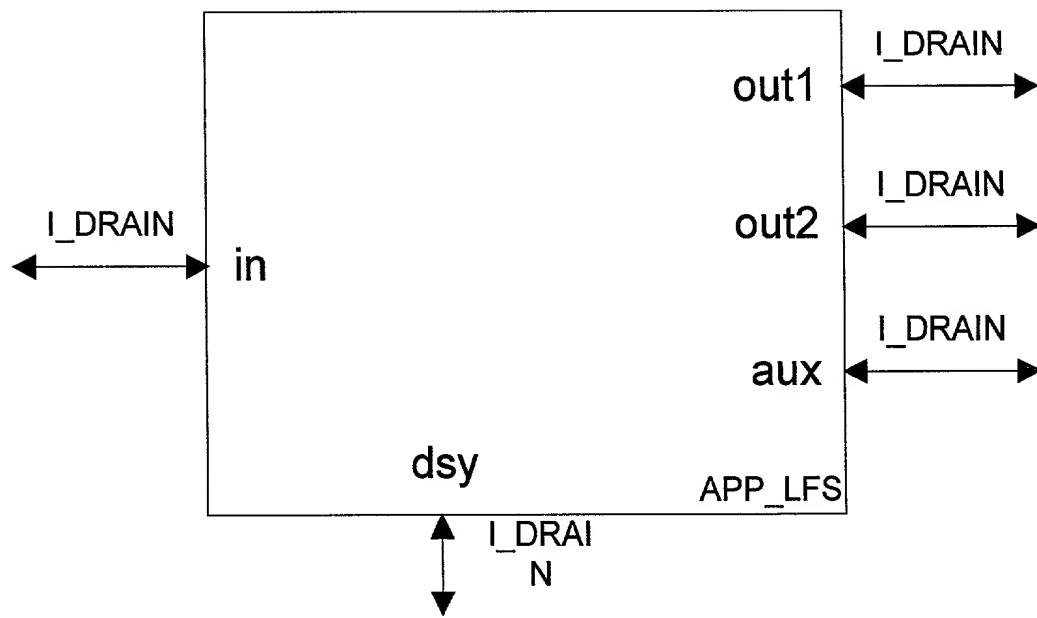 I_DRAIN
out1
I_DRAIN
out2
I_DRAIN
in
I_DRAIN
aux
dsy
APP_LFS
I_DRAI
N